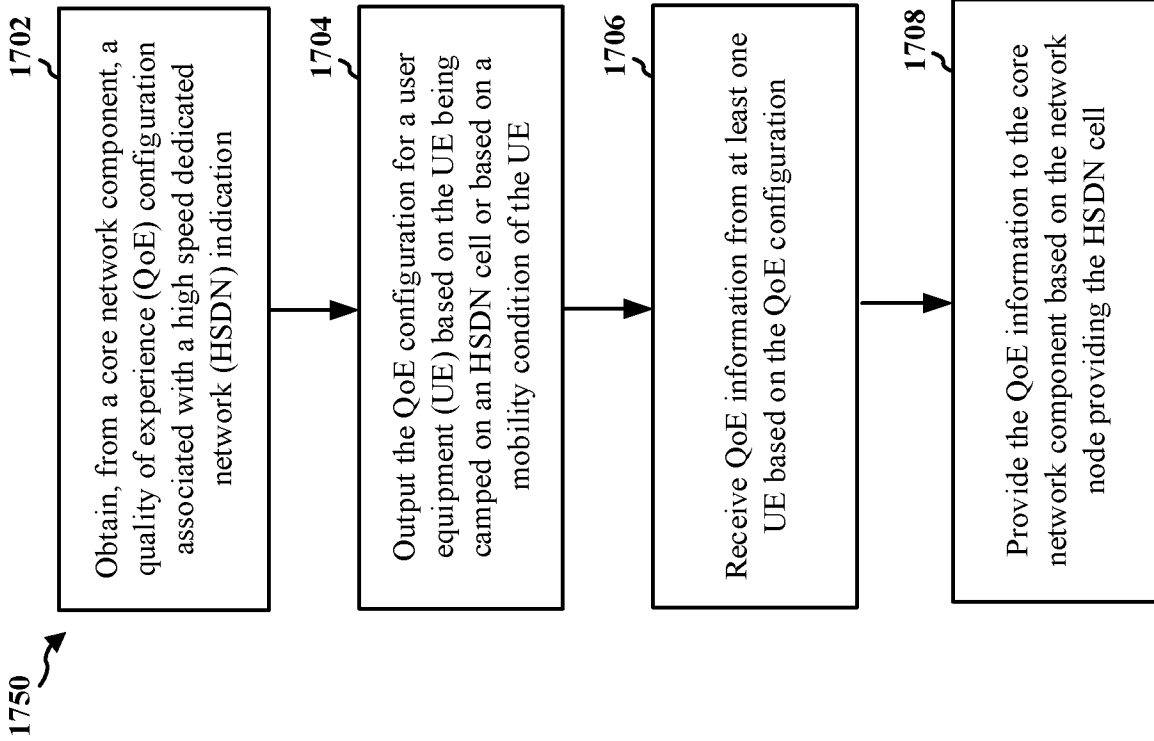 1750
1702
Obtain, from a core network component, a
quality of experience (QoE) configuration
associated with a high speed dedicated
network (HSDN) indication
1704
Output the QoE configuration for a user
equipment (UE) based on the UE being
camped on an HSDN cell or based on a
mobility condition of the UE
1706
Receive QoE information from at least one
UE based on the QoE configuration
1708
Provide the QoE information to the core
network component based on the network
node providing the HSDN cell